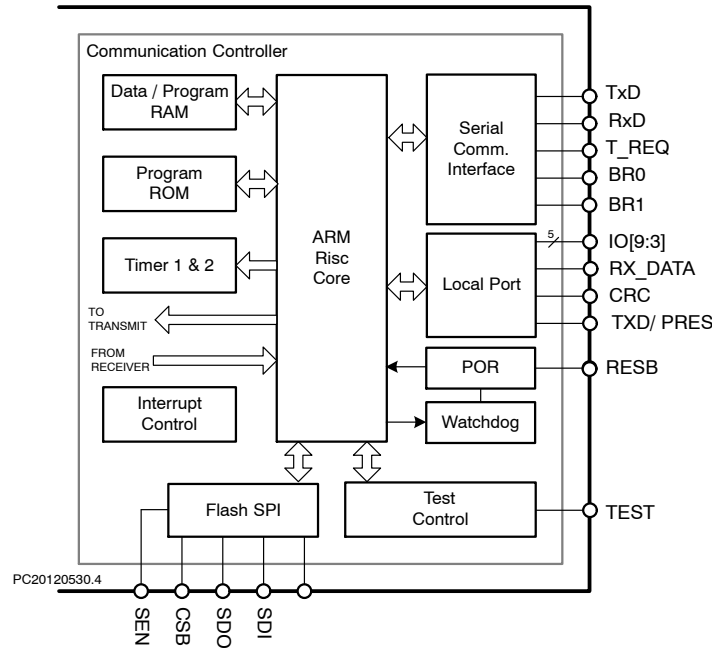 Communication Controller
Data / Program
RAM
Program
ROM
Timer 1 & 2
TO
TRANSMIT
FROM
RECEIVER
Interrupt
Control
ARM
Risc
Core
Serial
Comm.
Interface
Local Port
POR
Watchdog
Flash SPI
Test
Control
TxD
RxD
T_REQ
BR0
BR1
5
IO[9:3]
RX_DATA
CRC
TXD/ PRES
RESB
TEST
PC20120530.4
SEN
CSB
SDO
SDI